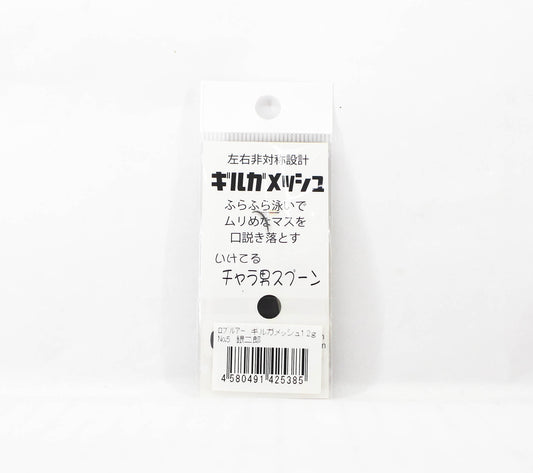 左右非対称設計
ギルガメッシュ
ふらふら泳いで
ムリめなマスを
口説き落とす
いけてる
チャラ男スプーン
ロブルアー ギルガメッシュ1.2g
No.5 銀二郎
4 580491 425385